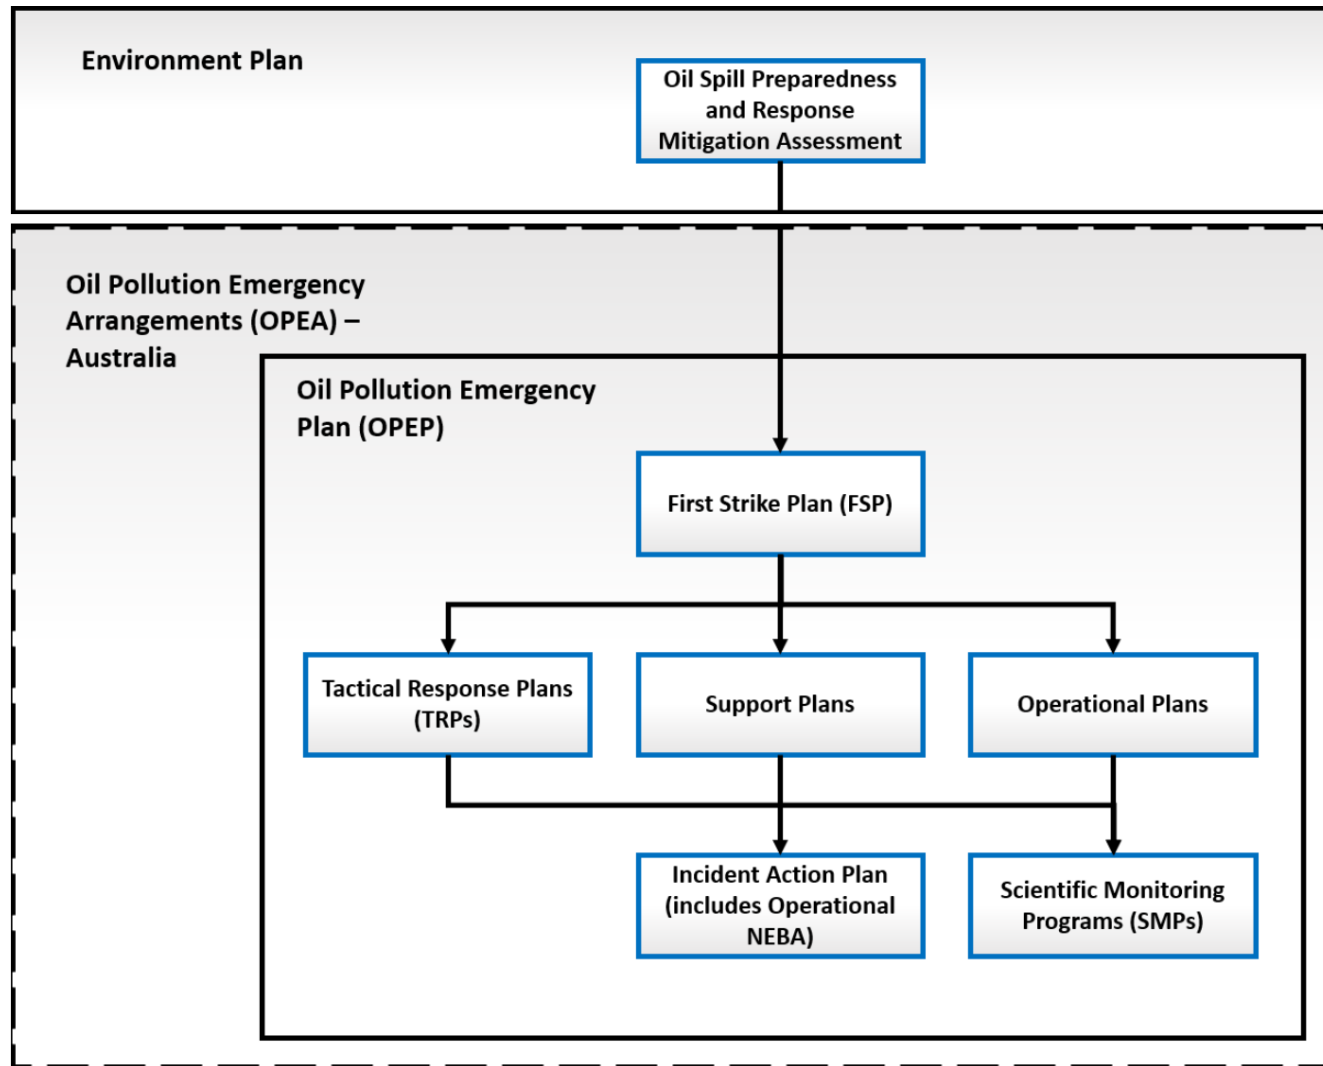 Environment Plan
Oil Spill Preparedness
and Response
Mitigation Assessment
Oil Pollution Emergency
Arrangements (OPEA) –
Australia
Oil Pollution Emergency
Plan (OPEP)
First Strike Plan (FSP)
Tactical Response Plans
(TRPs)
Support Plans
Operational Plans
Incident Action Plan
(includes Operational
NEBA)
Scientific Monitoring
Programs (SMPs)